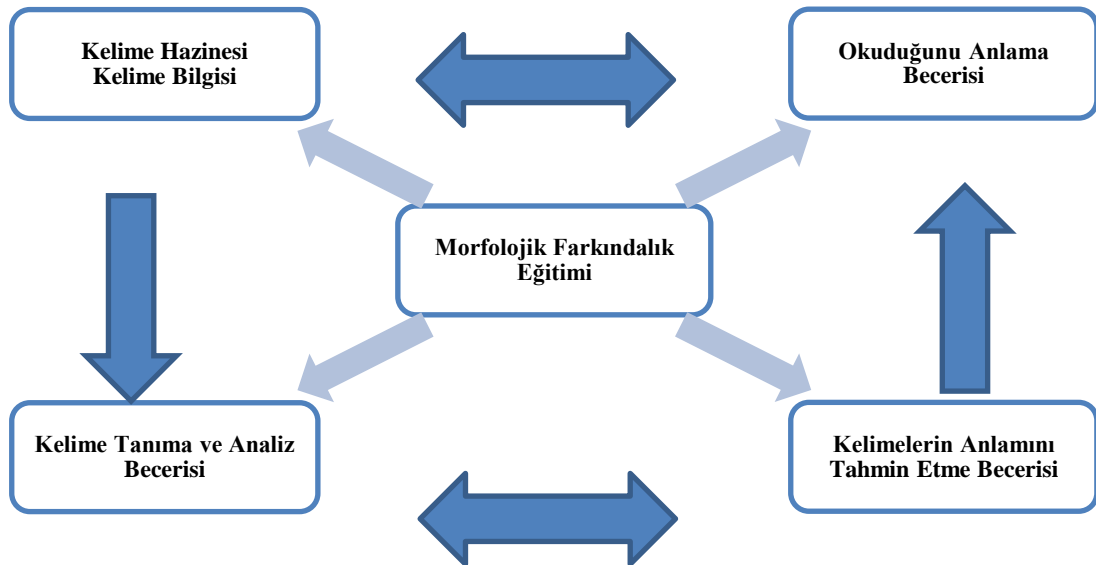 Kelime Hazinesi
Kelime Bilgisi
Okuduğunu Anlama
Becerisi
Morfolojik Farkındalık
Eğitimi
Kelime Tanıma ve Analiz
Becerisi
Kelimelerin Anlamını
Tahmin Etme Becerisi